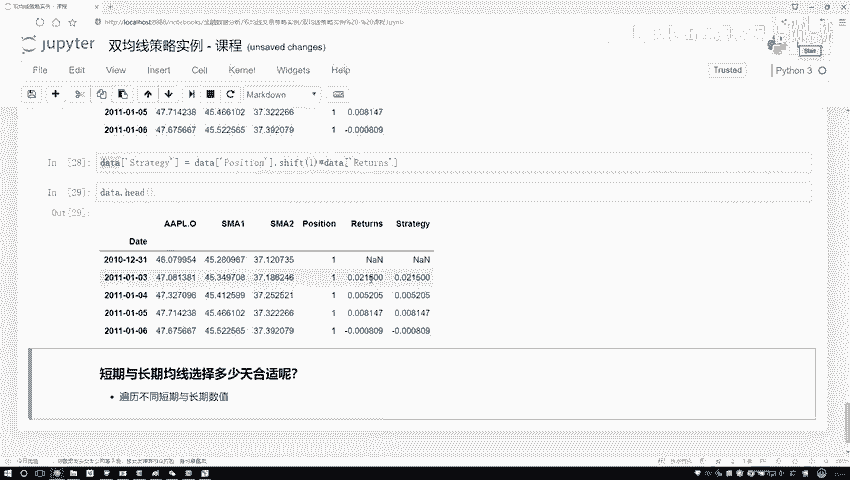 双均线策略实例 - 课程
jupyter 双均线策略实例 - 课程 (unsaved changes)
File Edit View Insert Cell Kernel Widgets Help
Trusted Python 3
Markdown
2011-01-05 47.714238 45.466102 37.322266 1 0.008147
2011-01-06 47.675667 45.522565 37.392079 1 -0.000809
In [28]: data['Strategy'] = data['Position'].shift(1)*data['Returns']
In [29]: data.head()
Out[29]:
AAPL.O SMA1 SMA2 Position Returns Strategy
Date
2010-12-31 46.079954 45.280967 37.120735 1 NaN NaN
2011-01-03 47.081381 45.349708 37.186246 1 0.021500 0.021500
2011-01-04 47.327096 45.412589 37.252521 1 0.005205 0.005205
2011-01-05 47.714238 45.466102 37.322266 1 0.008147 0.008147
2011-01-06 47.675667 45.522565 37.392079 1 -0.000809 -0.000809
短期与长期均线选择多少天合适呢?
遍历不同短期与长期数值